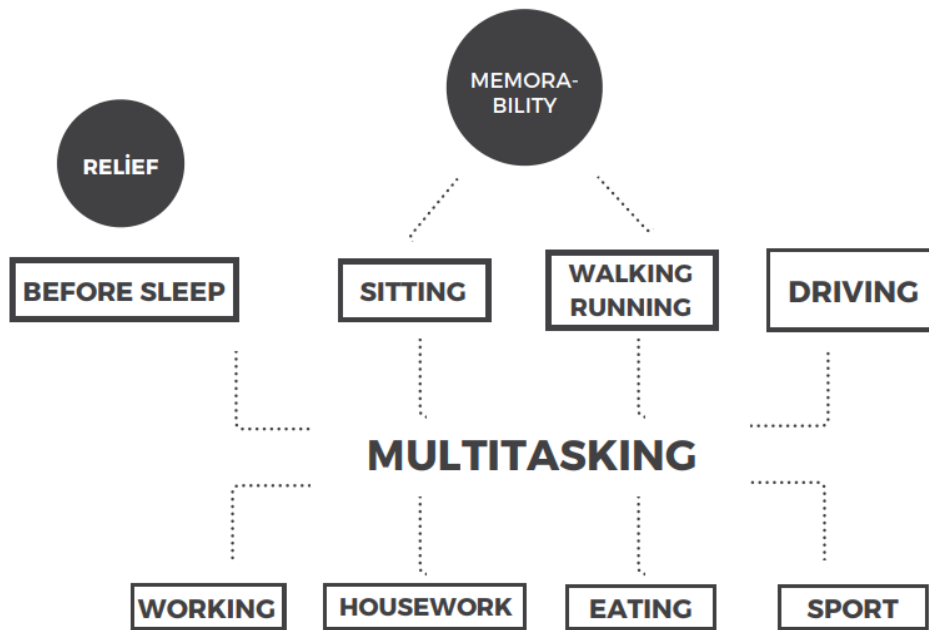 MEMORA-
BILITY
RELİEF
BEFORE SLEEP
SITTING
WALKING
RUNNING
DRIVING
MULTITASKING
WORKING
HOUSEWORK
EATING
SPORT